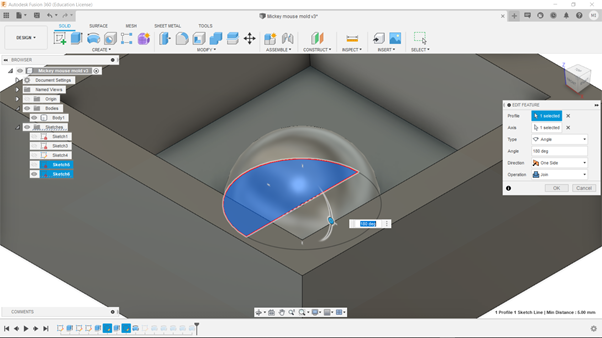 Autodesk Fusion 360 (Education License)
Mickey mouse mold v3*
SOLID SURFACE MESH SHEET METAL TOOLS
DESIGN
CREATE MODIFY ASSEMBLE CONSTRUCT INSPECT INSERT SELECT
BROWSER
Mickey mouse mold v3
Document Settings
Named Views
Origin
Bodies
Body1
Sketches
Sketch1
Sketch3
Sketch4
Sketch5
Sketch6
EDIT FEATURE
Profile 1 selected
Axis 1 selected
Type Angle
Angle 180 deg
Direction One Side
Operation Join
OK Cancel
180 deg
COMMENTS
1 Profile 1 Sketch Line | Min Distance : 5.00 mm